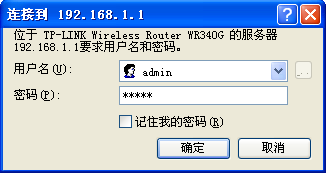 连接到 192.168.1.1
位于 TP-LINK Wireless Router WR340G 的服务器
192.168.1.1要求用户名和密码。
用户名(U):
admin
密码(P):
*****
记住我的密码(R)
确定
取消